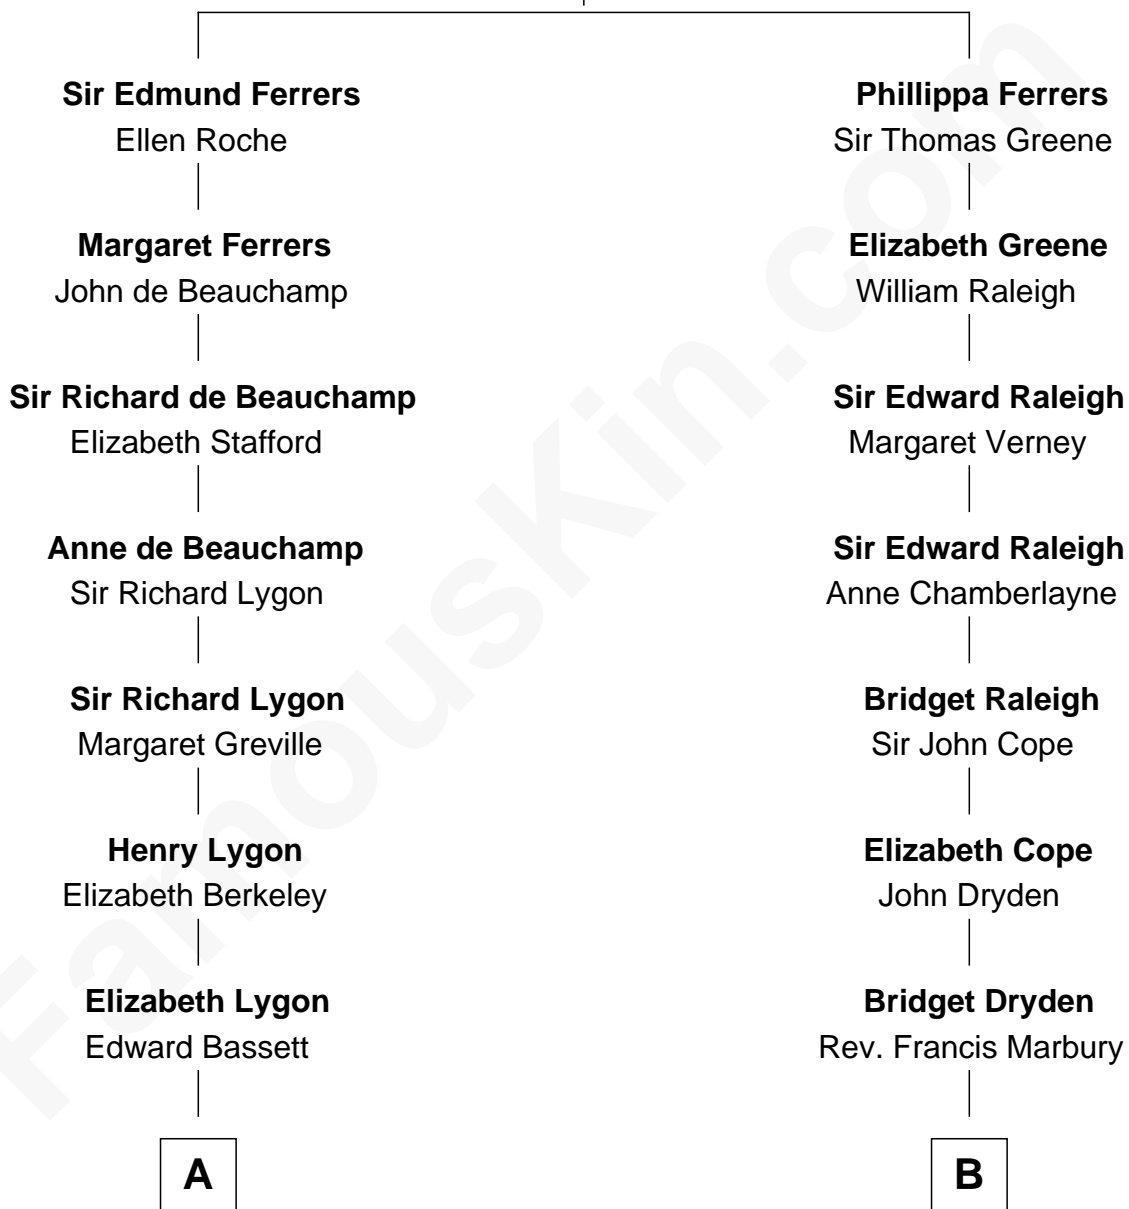 Sir Edmund Ferrers
Ellen Roche
Margaret Ferrers
John de Beauchamp
Sir Richard de Beauchamp
Elizabeth Stafford
Anne de Beauchamp
Sir Richard Lygon
Sir Richard Lygon
Margaret Greville
Henry Lygon
Elizabeth Berkeley
Elizabeth Lygon
Edward Bassett
A
Phillippa Ferrers
Sir Thomas Greene
Elizabeth Greene
William Raleigh
Sir Edward Raleigh
Margaret Verney
Sir Edward Raleigh
Anne Chamberlayne
Bridget Raleigh
Sir John Cope
Elizabeth Cope
John Dryden
Bridget Dryden
Rev. Francis Marbury
B
FamousKin.com